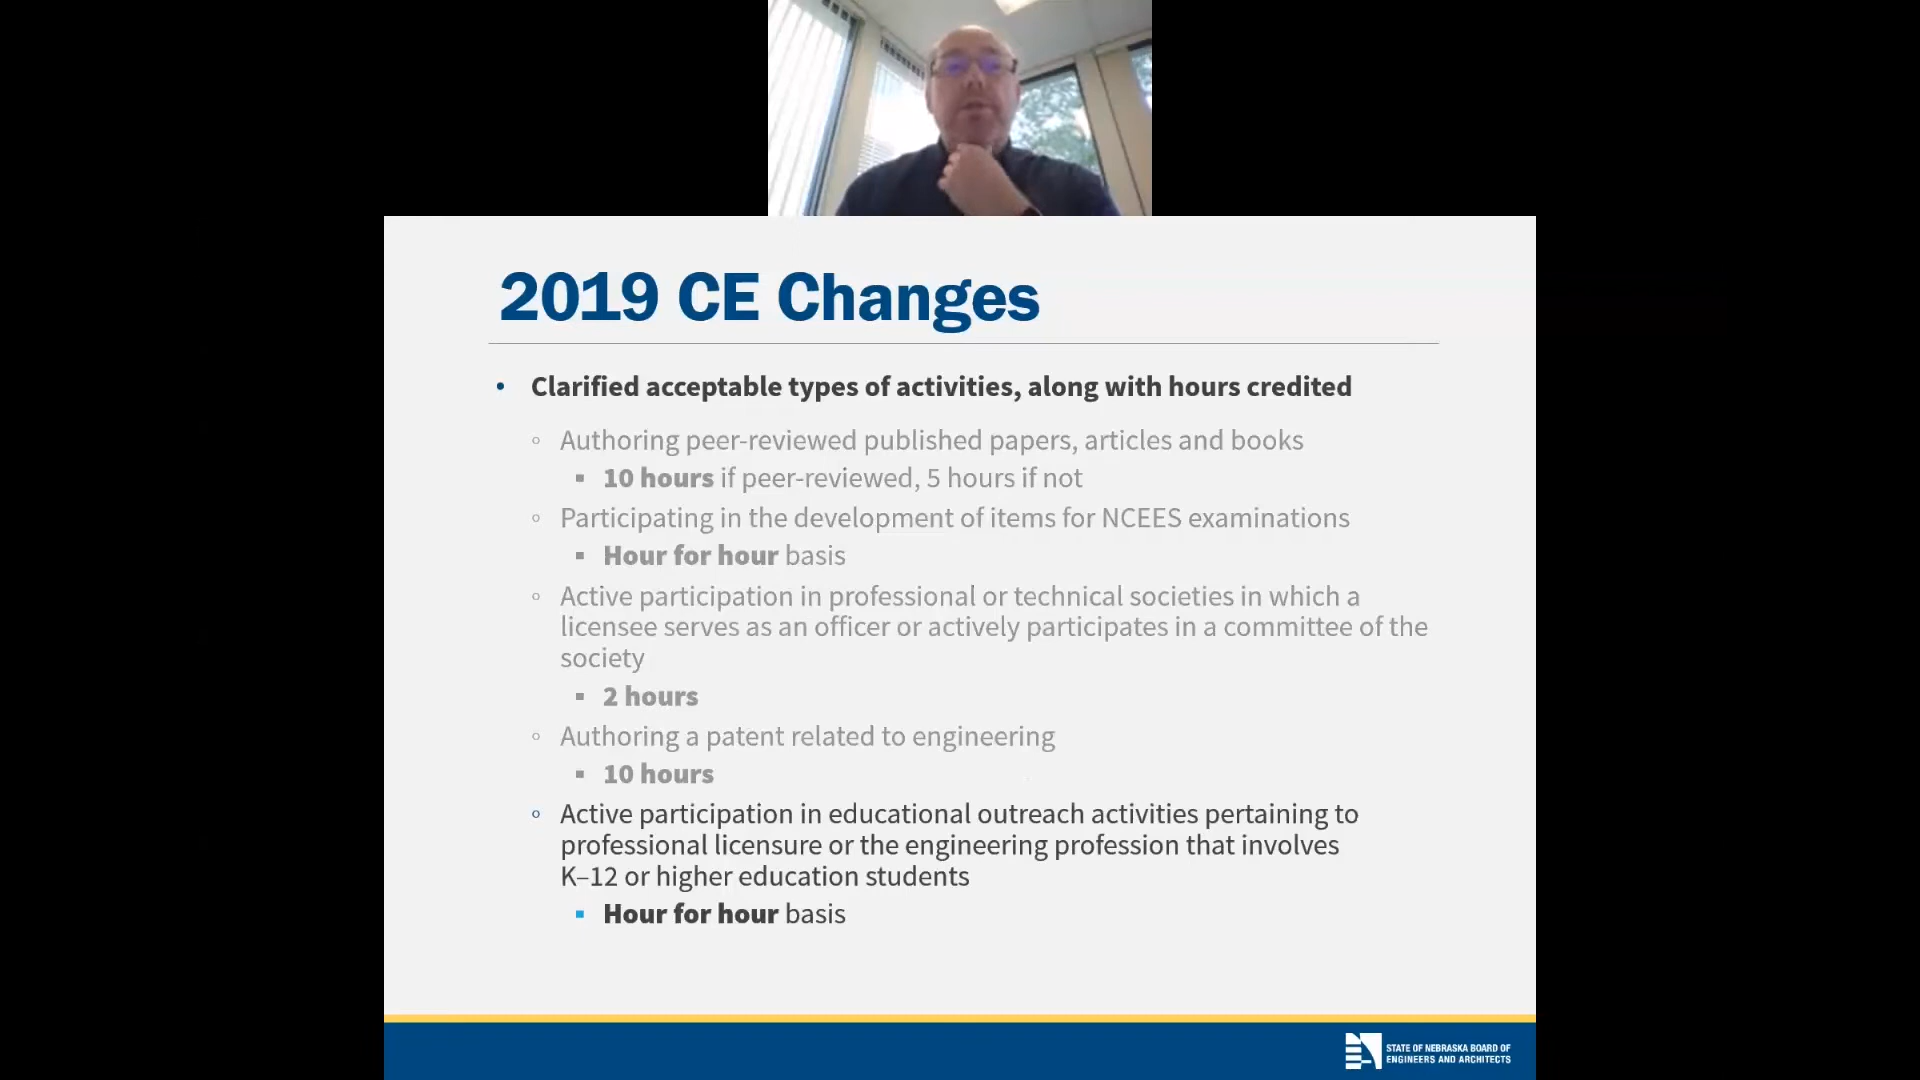 2019 CE Changes
• Clarified acceptable types of activities, along with hours credited
◦ Authoring peer-reviewed published papers, articles and books
▪ 10 hours if peer-reviewed, 5 hours if not
◦ Participating in the development of items for NCEES examinations
▪ Hour for hour basis
◦ Active participation in professional or technical societies in which a
licensee serves as an officer or actively participates in a committee of the
society
▪ 2 hours
◦ Authoring a patent related to engineering
▪ 10 hours
◦ Active participation in educational outreach activities pertaining to
professional licensure or the engineering profession that involves
K–12 or higher education students
▪ Hour for hour basis
STATE OF NEBRASKA BOARD OF
ENGINEERS AND ARCHITECTS